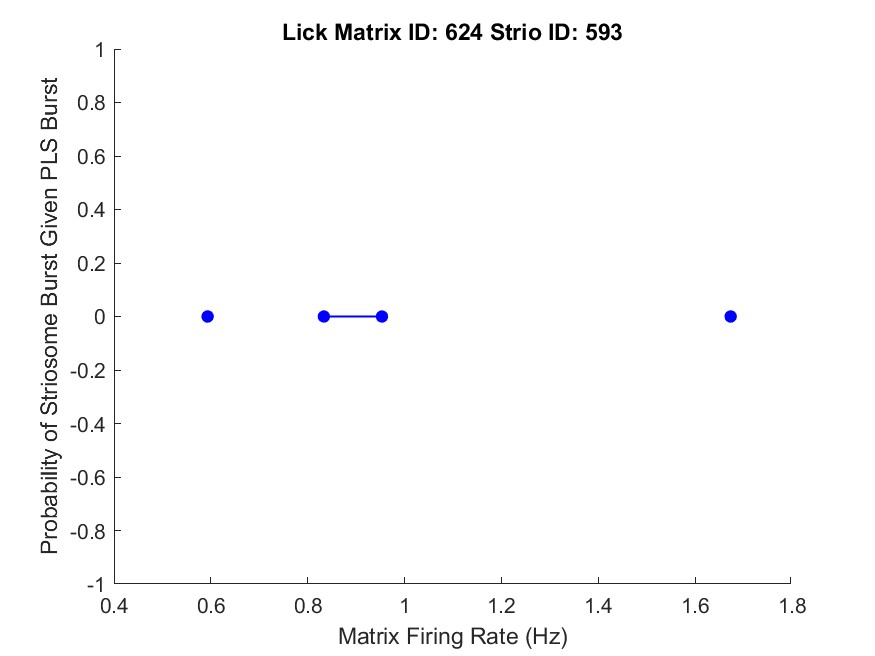 Lick Matrix ID: 624 Strio ID: 593
Probability of Striosome Burst Given PLS Burst
1
0.8
0.6
0.4
0.2
0
-0.2
-0.4
-0.6
-0.8
-1
0.4 0.6 0.8 1 1.2 1.4 1.6 1.8
Matrix Firing Rate (Hz)